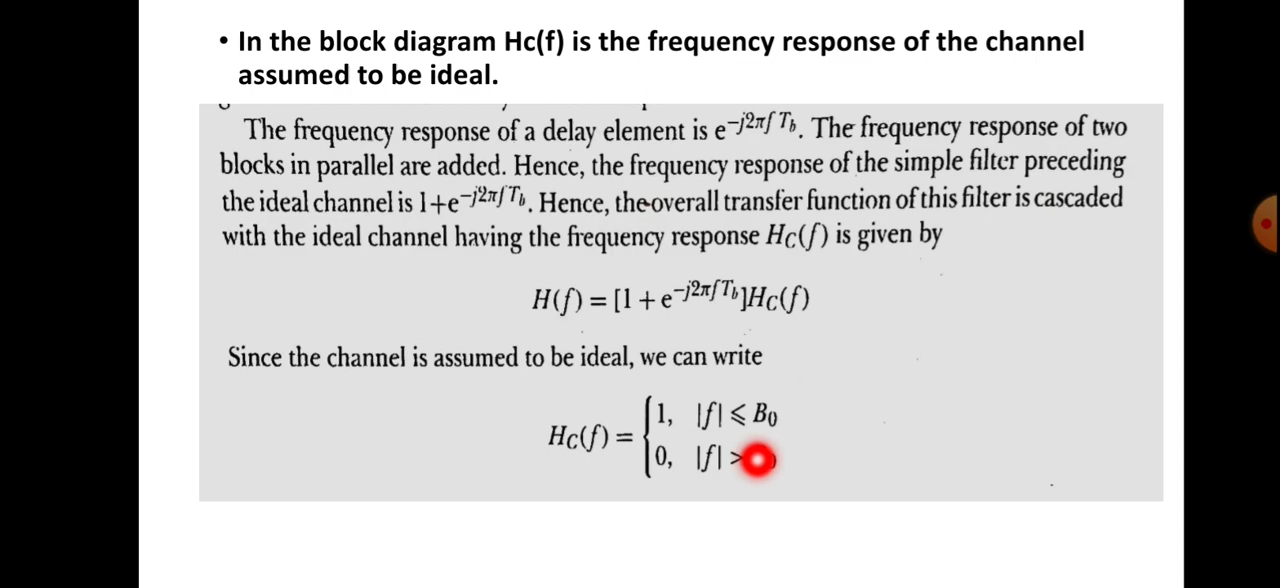 • In the block diagram Hc(f) is the frequency response of the channel
assumed to be ideal.
The frequency response of a delay element is e^{-j2πfT_b}. The frequency response of two
blocks in parallel are added. Hence, the frequency response of the simple filter preceding
the ideal channel is 1+e^{-j2πfT_b}. Hence, the overall transfer function of this filter is cascaded
with the ideal channel having the frequency response H_C(f) is given by
H(f) = [1 + e^{-j2πfT_b}]H_C(f)
Since the channel is assumed to be ideal, we can write
H_C(f) = { 1, |f| ⩽ B_0
0, |f| >